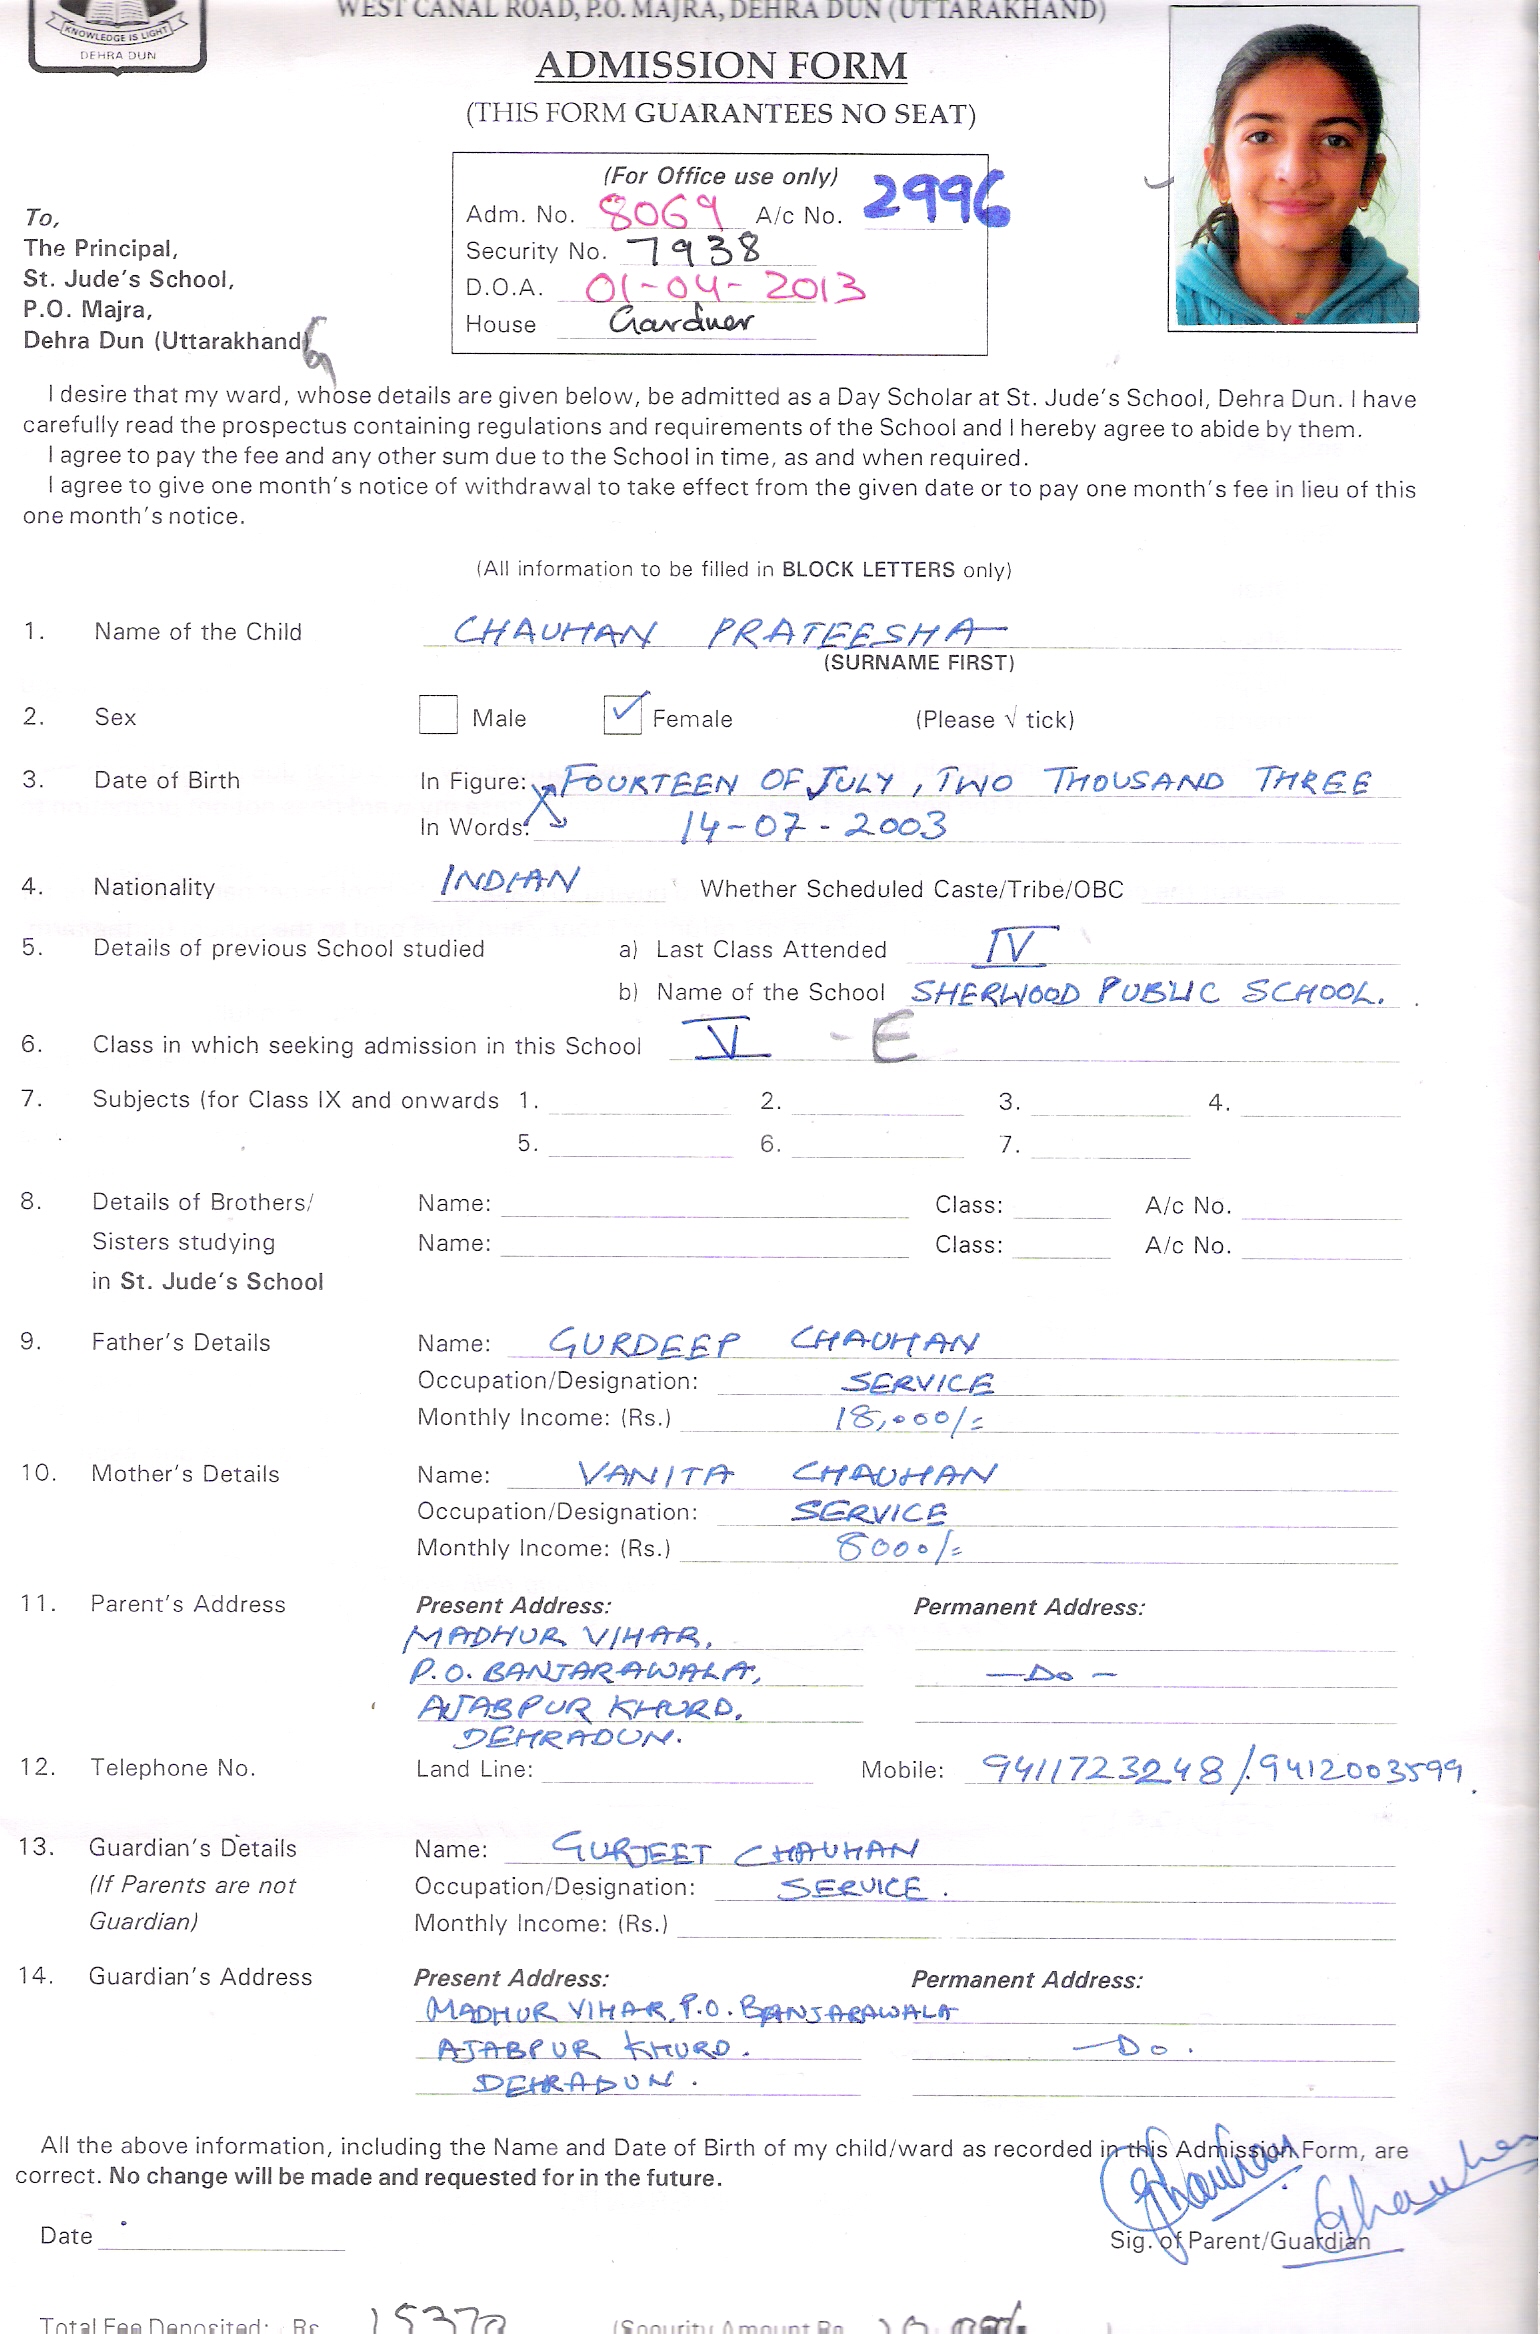 WEST CANAL ROAD, P.O. MAJRA, DEHRA DUN (UTTARAKHAND)
KNOWLEDGE IS LIGHT
DEHRA DUN
ADMISSION FORM
(THIS FORM GUARANTEES NO SEAT)
(For Office use only)
Adm. No. 8069 A/c No. 2996
Security No. 7938
D.O.A. 01-04-2013
House Gardner
To,
The Principal,
St. Jude's School,
P.O. Majra,
Dehra Dun (Uttarakhand)
I desire that my ward, whose details are given below, be admitted as a Day Scholar at St. Jude's School, Dehra Dun. I have
carefully read the prospectus containing regulations and requirements of the School and I hereby agree to abide by them.
I agree to pay the fee and any other sum due to the School in time, as and when required.
I agree to give one month's notice of withdrawal to take effect from the given date or to pay one month's fee in lieu of this
one month's notice.
(All information to be filled in BLOCK LETTERS only)
1. Name of the Child CHAUHAN PRATEESHA
(SURNAME FIRST)
2. Sex Male ✓ Female (Please √ tick)
3. Date of Birth In Figure: FOURTEEN OF JULY, TWO THOUSAND THREE
In Words: 14-07-2003
4. Nationality INDIAN Whether Scheduled Caste/Tribe/OBC
5. Details of previous School studied a) Last Class Attended IV
b) Name of the School SHERWOOD PUBLIC SCHOOL.
6. Class in which seeking admission in this School V - E
7. Subjects (for Class IX and onwards 1. 2. 3. 4.
5. 6. 7.
8. Details of Brothers/ Name: Class: A/c No.
Sisters studying Name: Class: A/c No.
in St. Jude's School
9. Father's Details Name: GURDEEP CHAUHAN
Occupation/Designation: SERVICE
Monthly Income: (Rs.) 18,000/=
10. Mother's Details Name: VANITA CHAUHAN
Occupation/Designation: SERVICE
Monthly Income: (Rs.) 8000/=
11. Parent's Address Present Address: Permanent Address:
MADHUR VIHAR,
P.O. BANJARAWALA, —Do—
AJABPUR KHURD.
DEHRADUN.
12. Telephone No. Land Line: Mobile: 9411723248/.9412003599.
13. Guardian's Details Name: GURJEET CHAUHAN
(If Parents are not Occupation/Designation: SERVICE.
Guardian) Monthly Income: (Rs.)
14. Guardian's Address Present Address: Permanent Address:
MADHUR VIHAR, P.O. BANJARAWALA
AJABPUR KHURD. —Do.
DEHRADUN.
All the above information, including the Name and Date of Birth of my child/ward as recorded in this Admission Form, are
correct. No change will be made and requested for in the future.
GChauhan GChauhan
Date Sig. of Parent/Guardian
Total Fee Deposited: Rs 15370 (Security Amount Rs